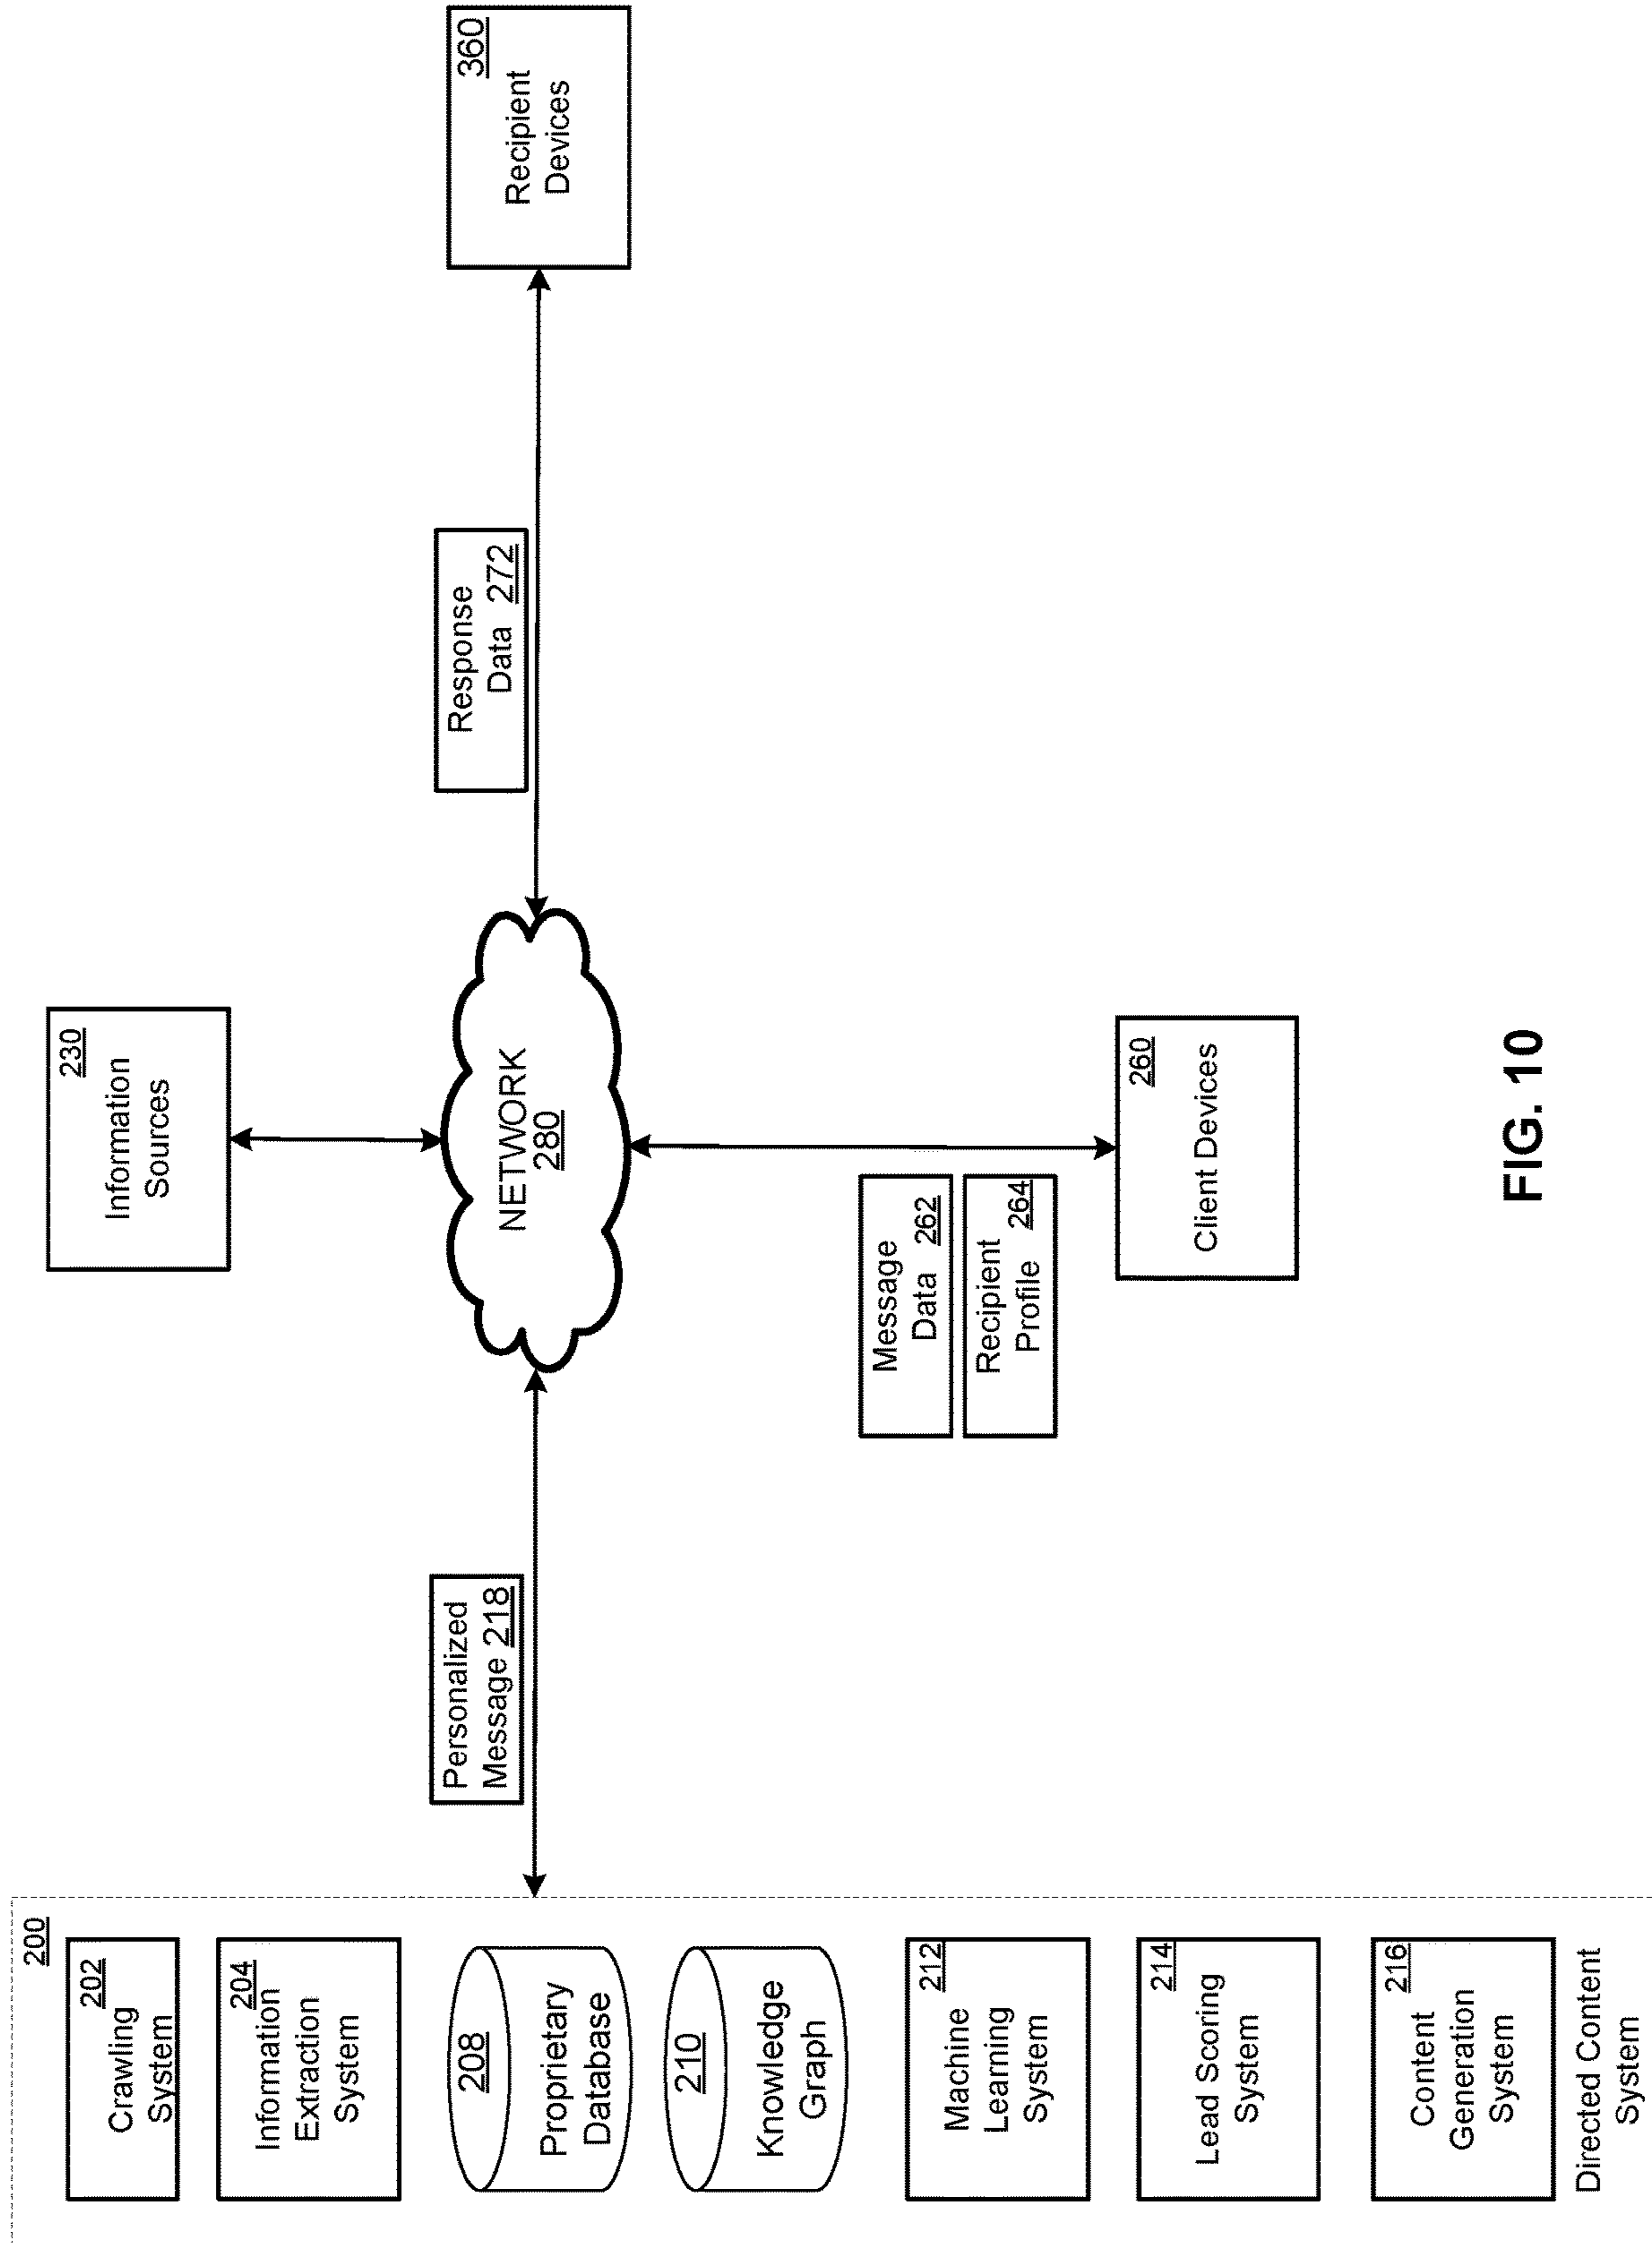 200
202
Crawling
System
204
Information
Extraction
System
208
Proprietary
Database
210
Knowledge
Graph
212
Machine
Learning
System
214
Lead Scoring
System
216
Content
Generation
System
Directed Content
System
Personalized
Message 218
230
Information
Sources
NETWORK
280
Message
Data 262
Recipient
Profile 264
260
Client Devices
Response
Data 272
360
Recipient
Devices
FIG. 10